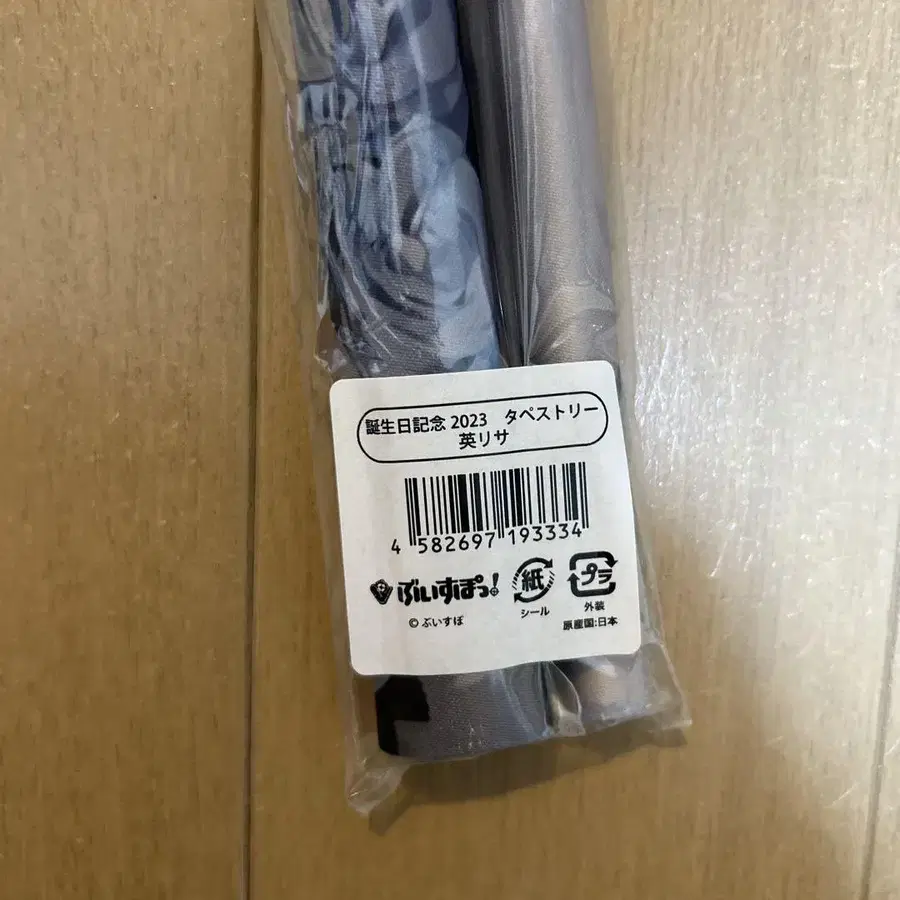 誕生日記念 2023　タペストリー
英リサ
4 582697 193334
ぶいすぽっ! 紙 プラ
シール 外装
© ぶいすぽ 原産国:日本